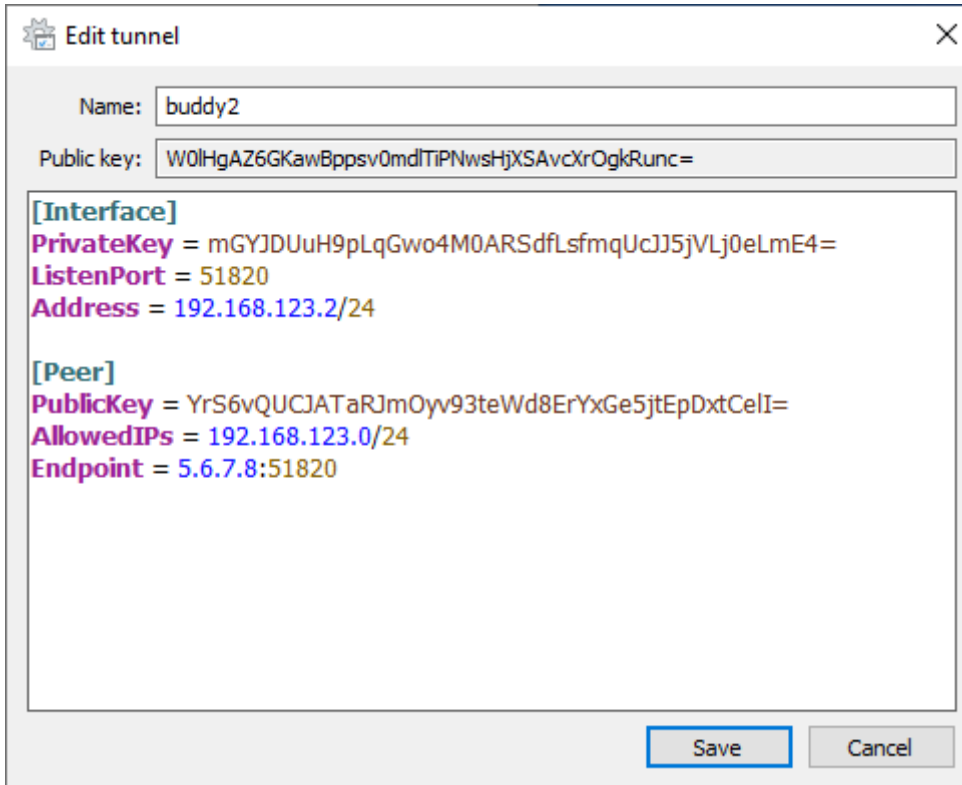 Edit tunnel
Name: buddy2
Public key: W0lHgAZ6GKawBppsv0mdlTiPNwsHjXSAvcXrOgkRunc=
[Interface]
PrivateKey = mGYJDUuH9pLqGwo4M0ARSdfLsfmqUcJJ5jVLj0eLmE4=
ListenPort = 51820
Address = 192.168.123.2/24
[Peer]
PublicKey = YrS6vQUCJATaRJmOyv93teWd8ErYxGe5jtEpDxtCelI=
AllowedIPs = 192.168.123.0/24
Endpoint = 5.6.7.8:51820
Save Cancel